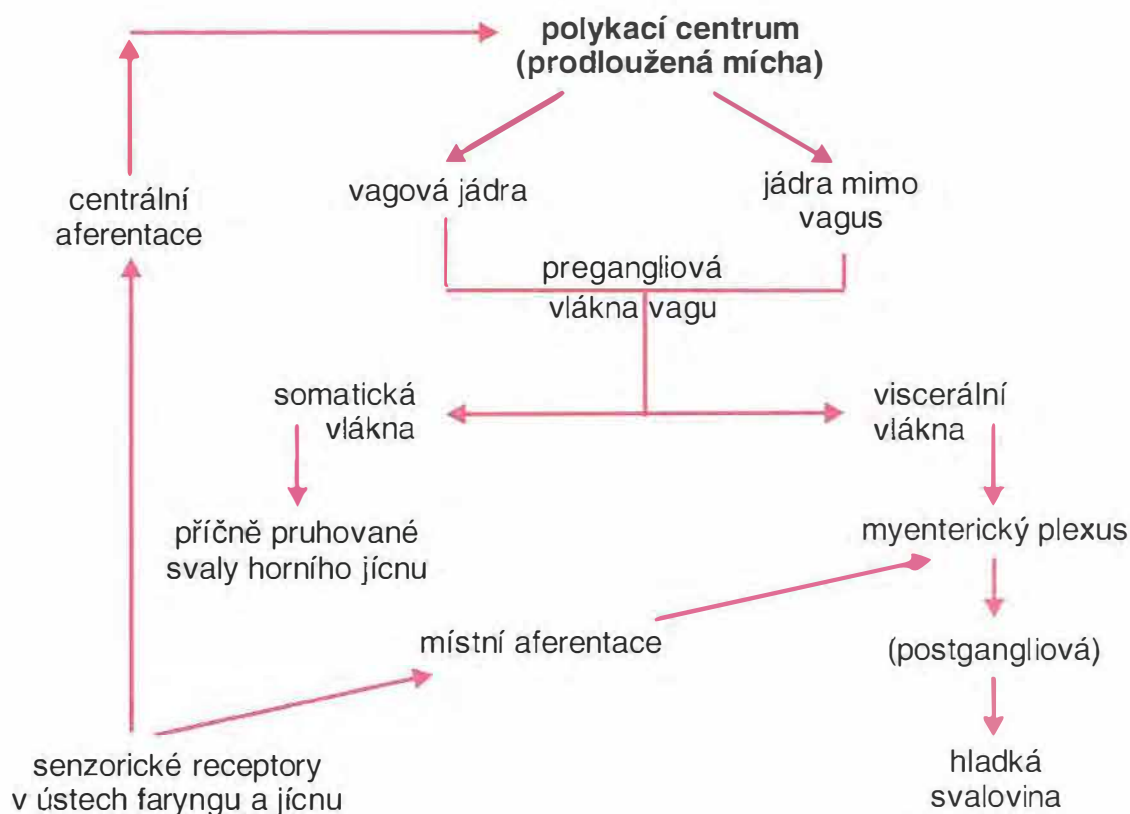 polykací centrum
(prodloužená mícha)
centrální
aferentace
vagová jádra
jádra mimo
vagus
pregangliová
vlákna vagu
somatická
vlákna
viscerální
vlákna
příčně pruhované
svaly horního jícnu
myenterický plexus
místní aferentace
(postgangliová)
senzorické receptory
v ústech faryngu a jícnu
hladká
svalovina